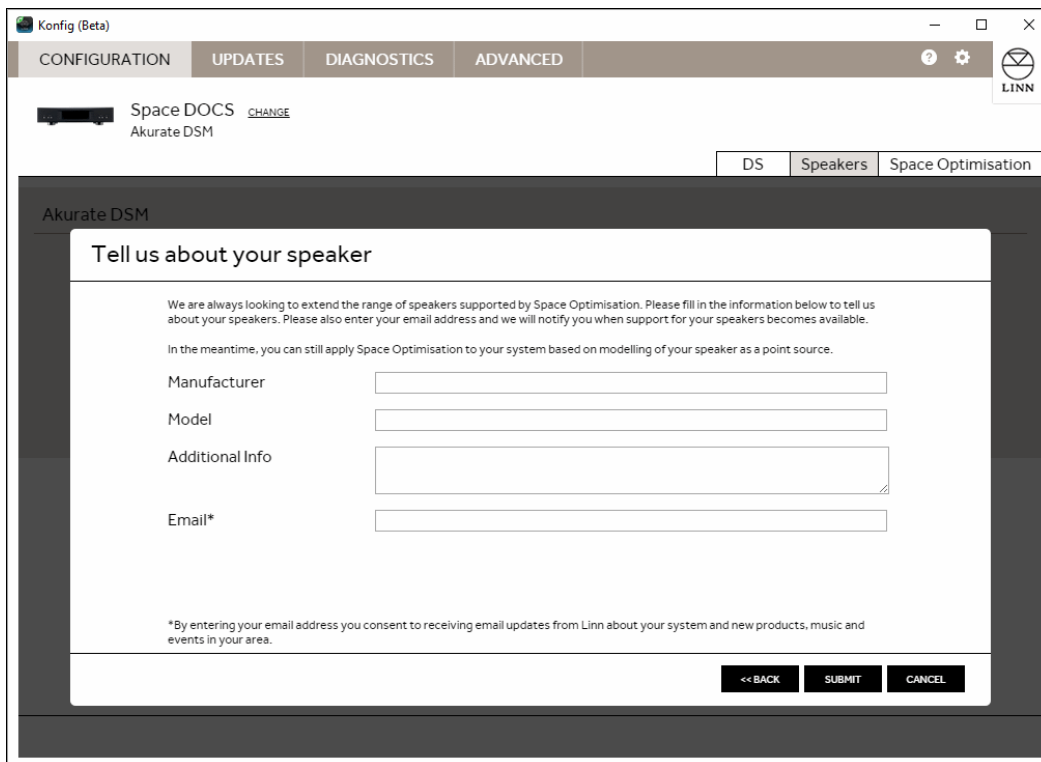 Konfig (Beta)
CONFIGURATION UPDATES DIAGNOSTICS ADVANCED
LINN
Space DOCS CHANGE
Akurate DSM
DS Speakers Space Optimisation
Akurate DSM
Tell us about your speaker
We are always looking to extend the range of speakers supported by Space Optimisation. Please fill in the information below to tell us
about your speakers. Please also enter your email address and we will notify you when support for your speakers becomes available.
In the meantime, you can still apply Space Optimisation to your system based on modelling of your speaker as a point source.
Manufacturer
Model
Additional Info
Email*
*By entering your email address you consent to receiving email updates from Linn about your system and new products, music and
events in your area.
<< BACK SUBMIT CANCEL